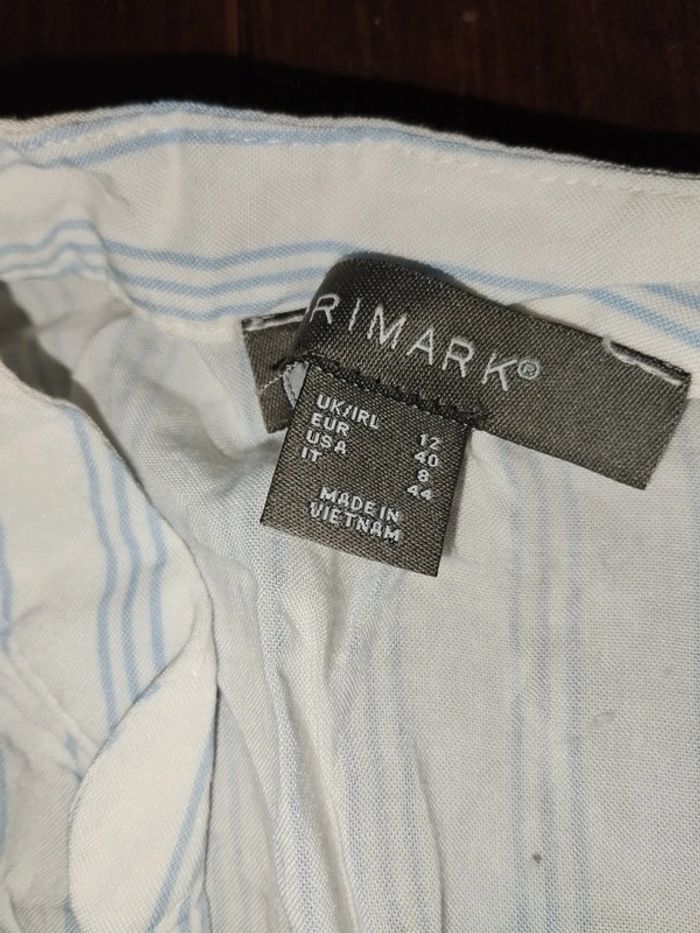 RIMARK®
UK/IRL 12
EUR 40
USA 8
IT 44
MADE IN
VIETNAM